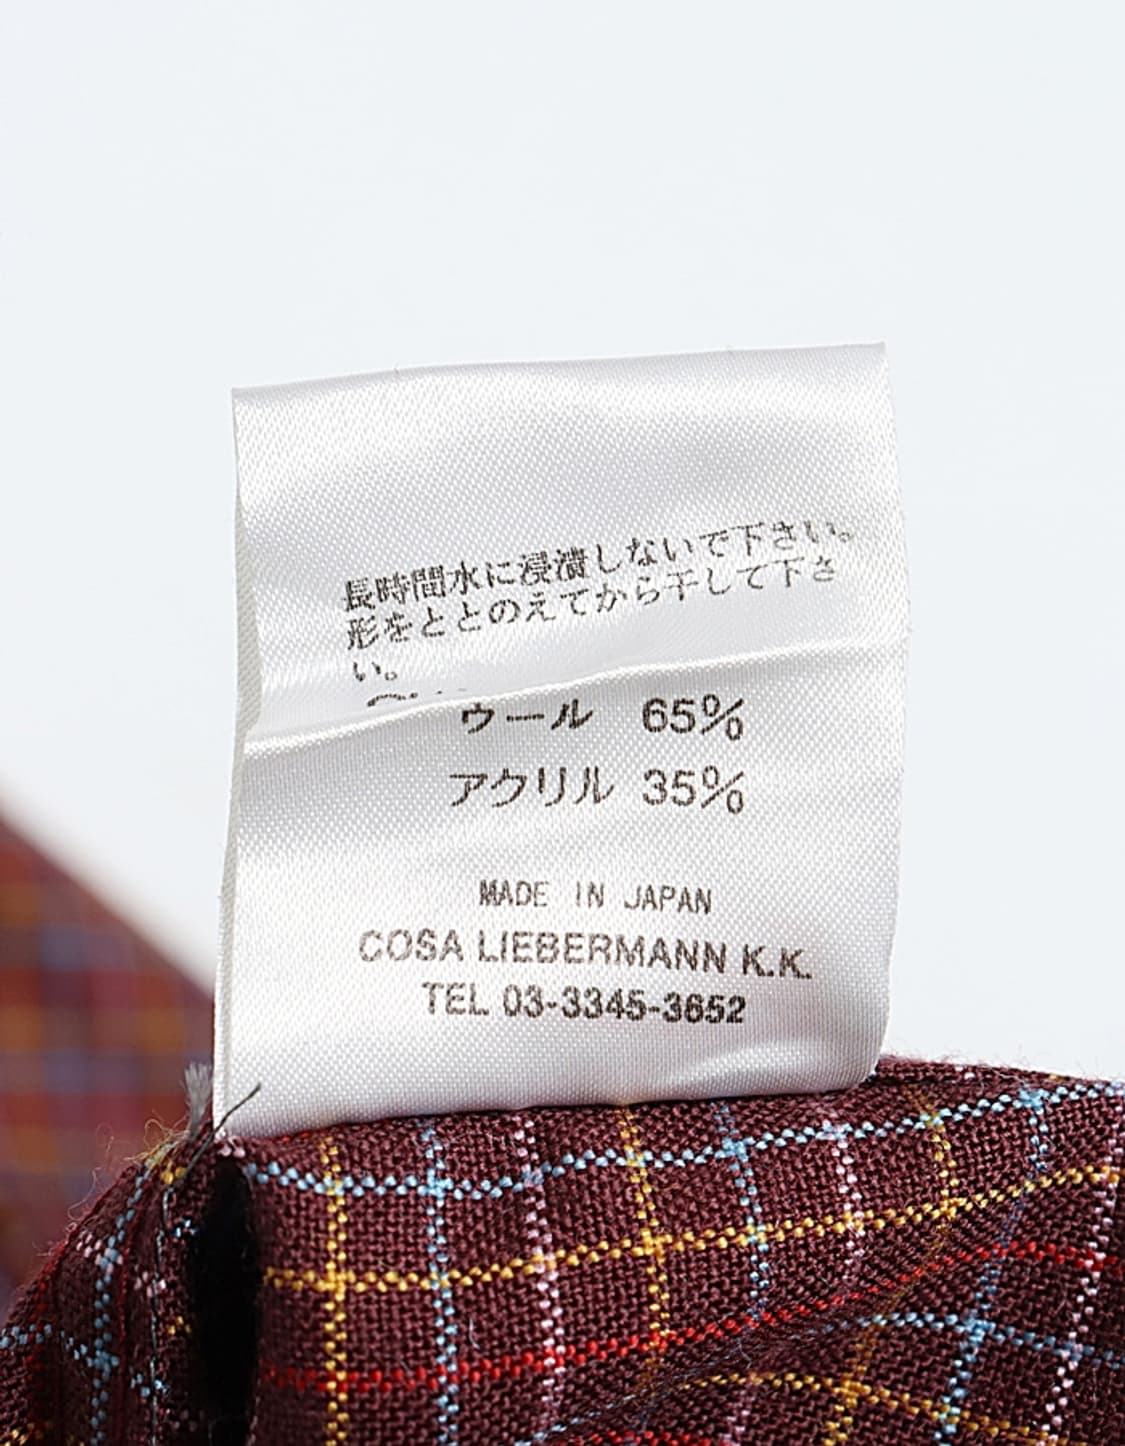 長時間水に浸漬しないで下さい。
形をととのえてから干して下さ
い。
ウール 65%
アクリル 35%
MADE IN JAPAN
COSA LIEBERMANN K.K.
TEL 03-3345-3652